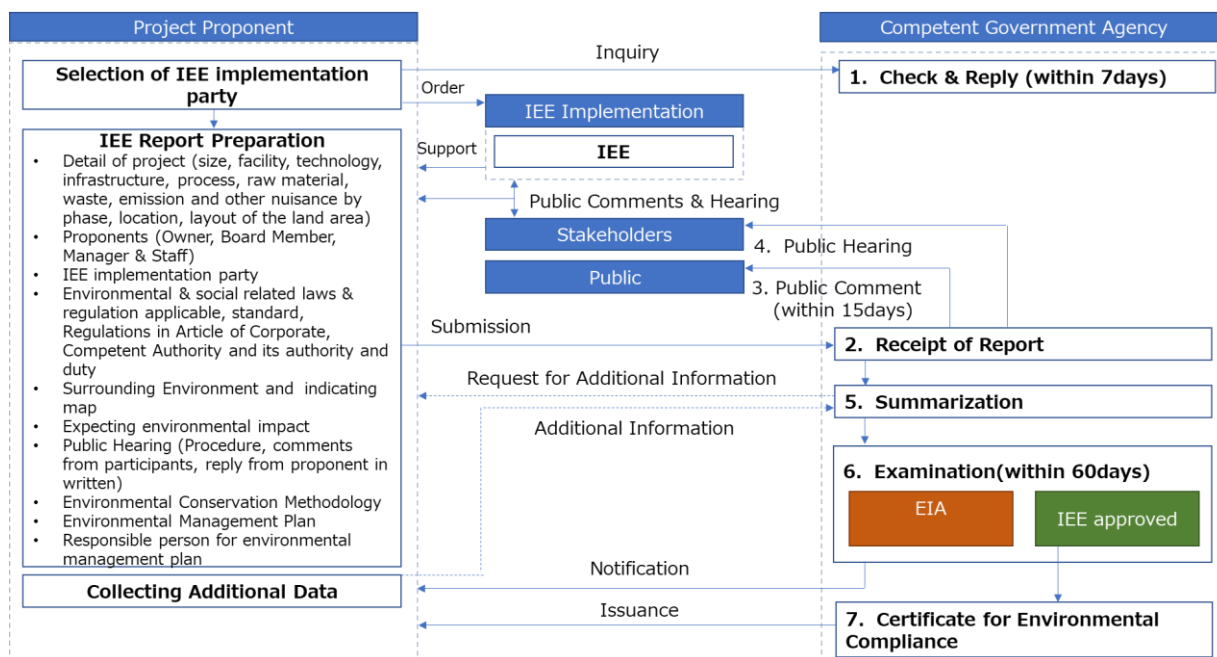 Project Proponent
Competent Government Agency
Selection of IEE implementation
party
Inquiry
1. Check & Reply (within 7days)
Order
IEE Implementation
IEE
Support
IEE Report Preparation
• Detail of project (size, facility, technology,
infrastructure, process, raw material,
waste, emission and other nuisance by
phase, location, layout of the land area)
• Proponents (Owner, Board Member,
Manager & Staff)
• IEE implementation party
• Environmental & social related laws &
regulation applicable, standard,
Regulations in Article of Corporate,
Competent Authority and its authority and
duty
• Surrounding Environment and indicating
map
• Expecting environmental impact
• Public Hearing (Procedure, comments
from participants, reply from proponent in
written)
• Environmental Conservation Methodology
• Environmental Management Plan
• Responsible person for environmental
management plan
Collecting Additional Data
Public Comments & Hearing
Stakeholders
4. Public Hearing
Public
3. Public Comment
(within 15days)
Submission
2. Receipt of Report
Request for Additional Information
5. Summarization
Additional Information
6. Examination(within 60days)
EIA
IEE approved
Notification
Issuance
7. Certificate for Environmental
Compliance